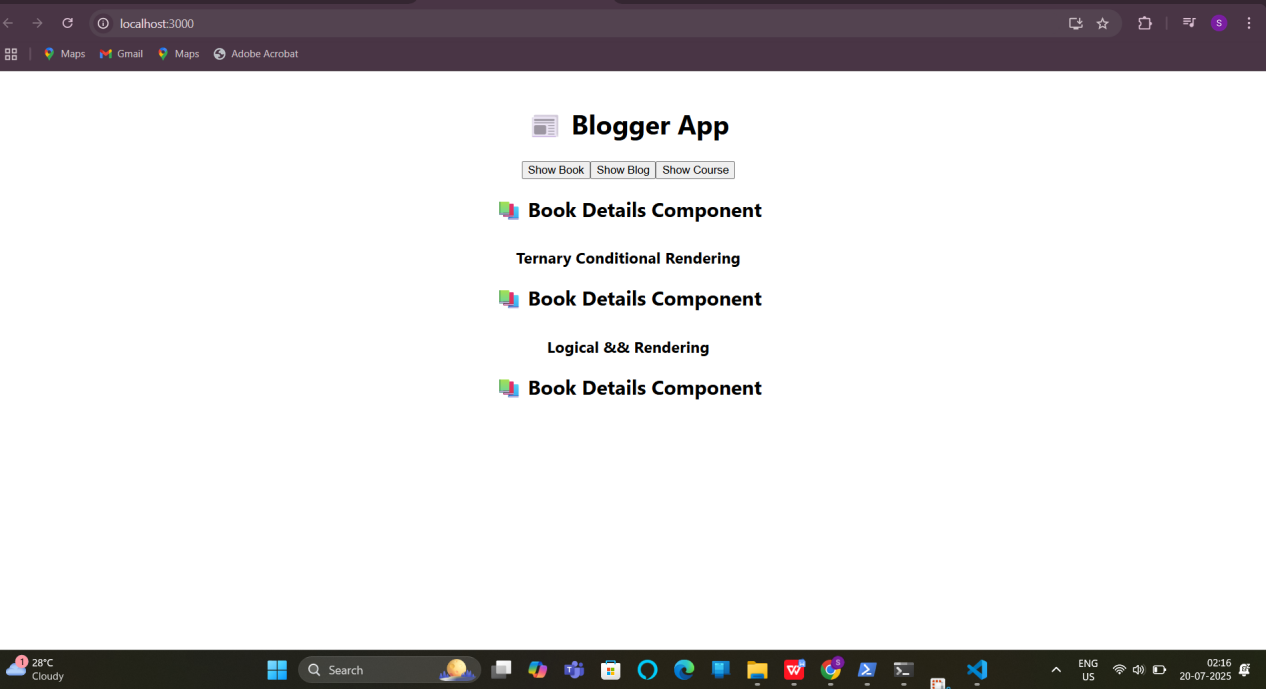 localhost:3000
S
Maps
Gmail
Maps
Adobe Acrobat
Blogger App
Show Book Show Blog Show Course
Book Details Component
Ternary Conditional Rendering
Book Details Component
Logical && Rendering
Book Details Component
1
28°C
Cloudy
Search
ENG
US
02:16
20-07-2025